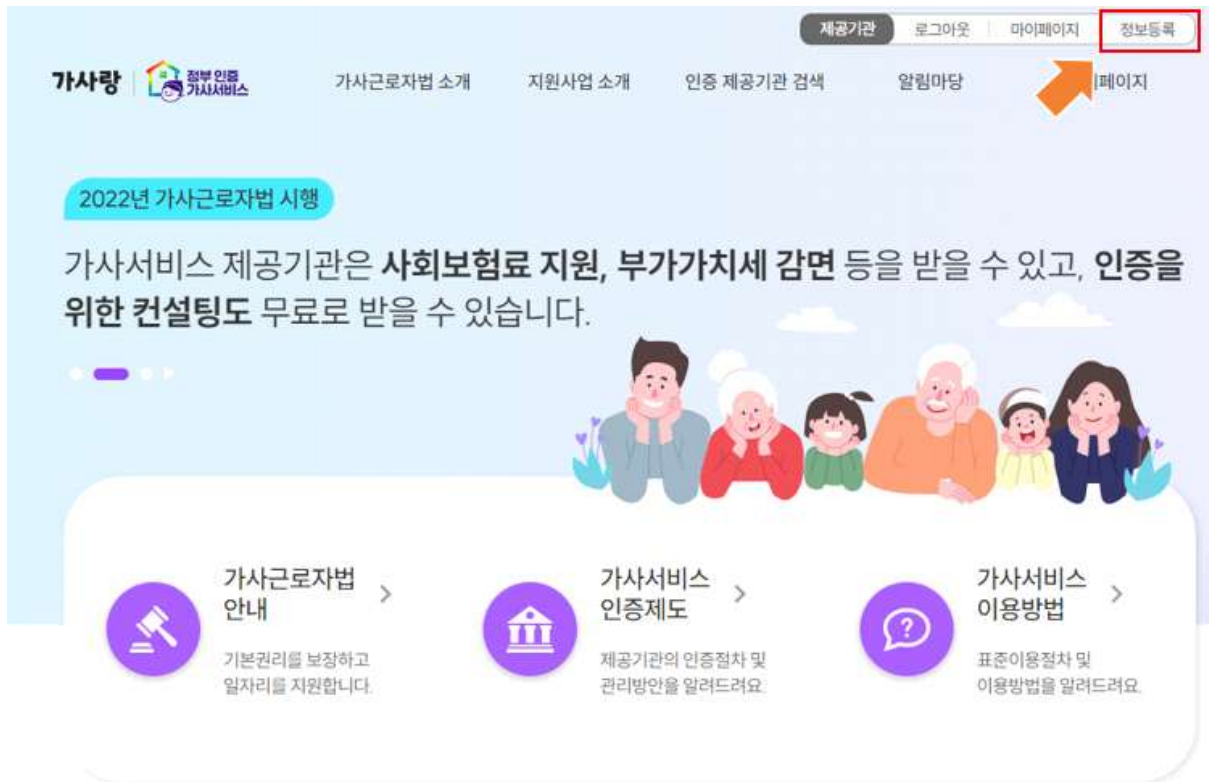 제공기관 로그아웃 마이페이지 정보등록
가사랑 정부 인증 가사서비스 가사근로자법 소개 지원사업 소개 인증 제공기관 검색 알림마당 이페이지
2022년 가사근로자법 시행
가사서비스 제공기관은 사회보험료 지원, 부가가치세 감면 등을 받을 수 있고, 인증을
위한 컨설팅도 무료로 받을 수 있습니다.
가사근로자법
안내
기본권리를 보장하고
일자리를 지원합니다.
가사서비스
인증제도
제공기관의 인증절차 및
관리방안을 알려드려요.
가사서비스
이용방법
표준이용절차 및
이용방법을 알려드려요.